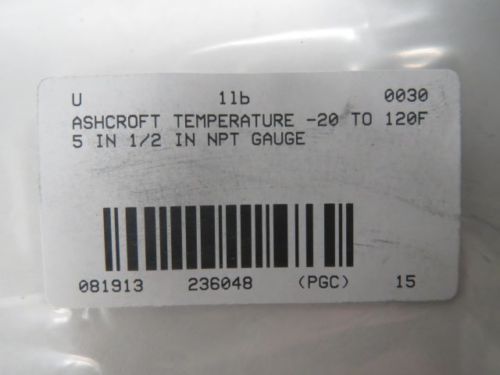 U 1lb 0030
ASHCROFT TEMPERATURE -20 TO 120F
5 IN 1/2 IN NPT GAUGE
081913 236048 (PGC) 15